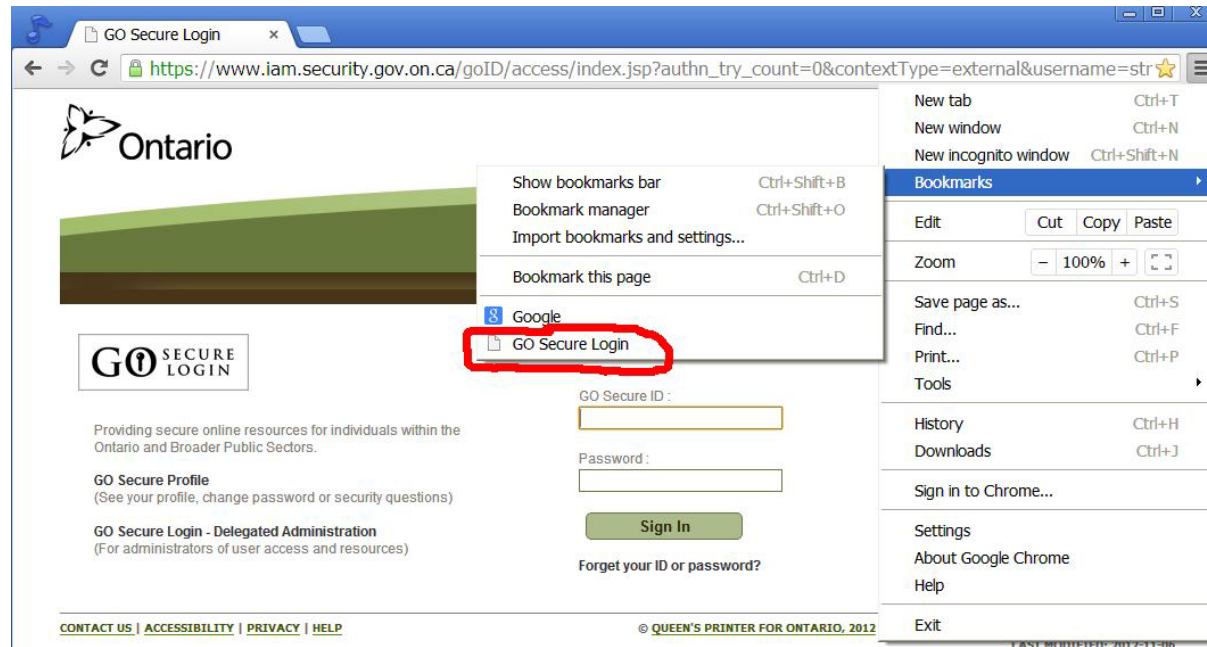 GO Secure Login ×
https://www.iam.security.gov.on.ca/goID/access/index.jsp?authn_try_count=0&contextType=external&username=str
Ontario
New tab Ctrl+T
New window Ctrl+N
New incognito window Ctrl+Shift+N
Bookmarks
Edit Cut Copy Paste
Zoom − 100% +
Save page as... Ctrl+S
Find... Ctrl+F
Print... Ctrl+P
Tools
History Ctrl+H
Downloads Ctrl+J
Sign in to Chrome...
Settings
About Google Chrome
Help
Exit
Show bookmarks bar Ctrl+Shift+B
Bookmark manager Ctrl+Shift+O
Import bookmarks and settings...
Bookmark this page Ctrl+D
8 Google
GO Secure Login
GO SECURE
LOGIN
Providing secure online resources for individuals within the
Ontario and Broader Public Sectors.
GO Secure Profile
(See your profile, change password or security questions)
GO Secure Login - Delegated Administration
(For administrators of user access and resources)
GO Secure ID :
Password :
Sign In
Forget your ID or password?
CONTACT US | ACCESSIBILITY | PRIVACY | HELP
© QUEEN'S PRINTER FOR ONTARIO, 2012
LAST MODIFIED: 2012-11-06